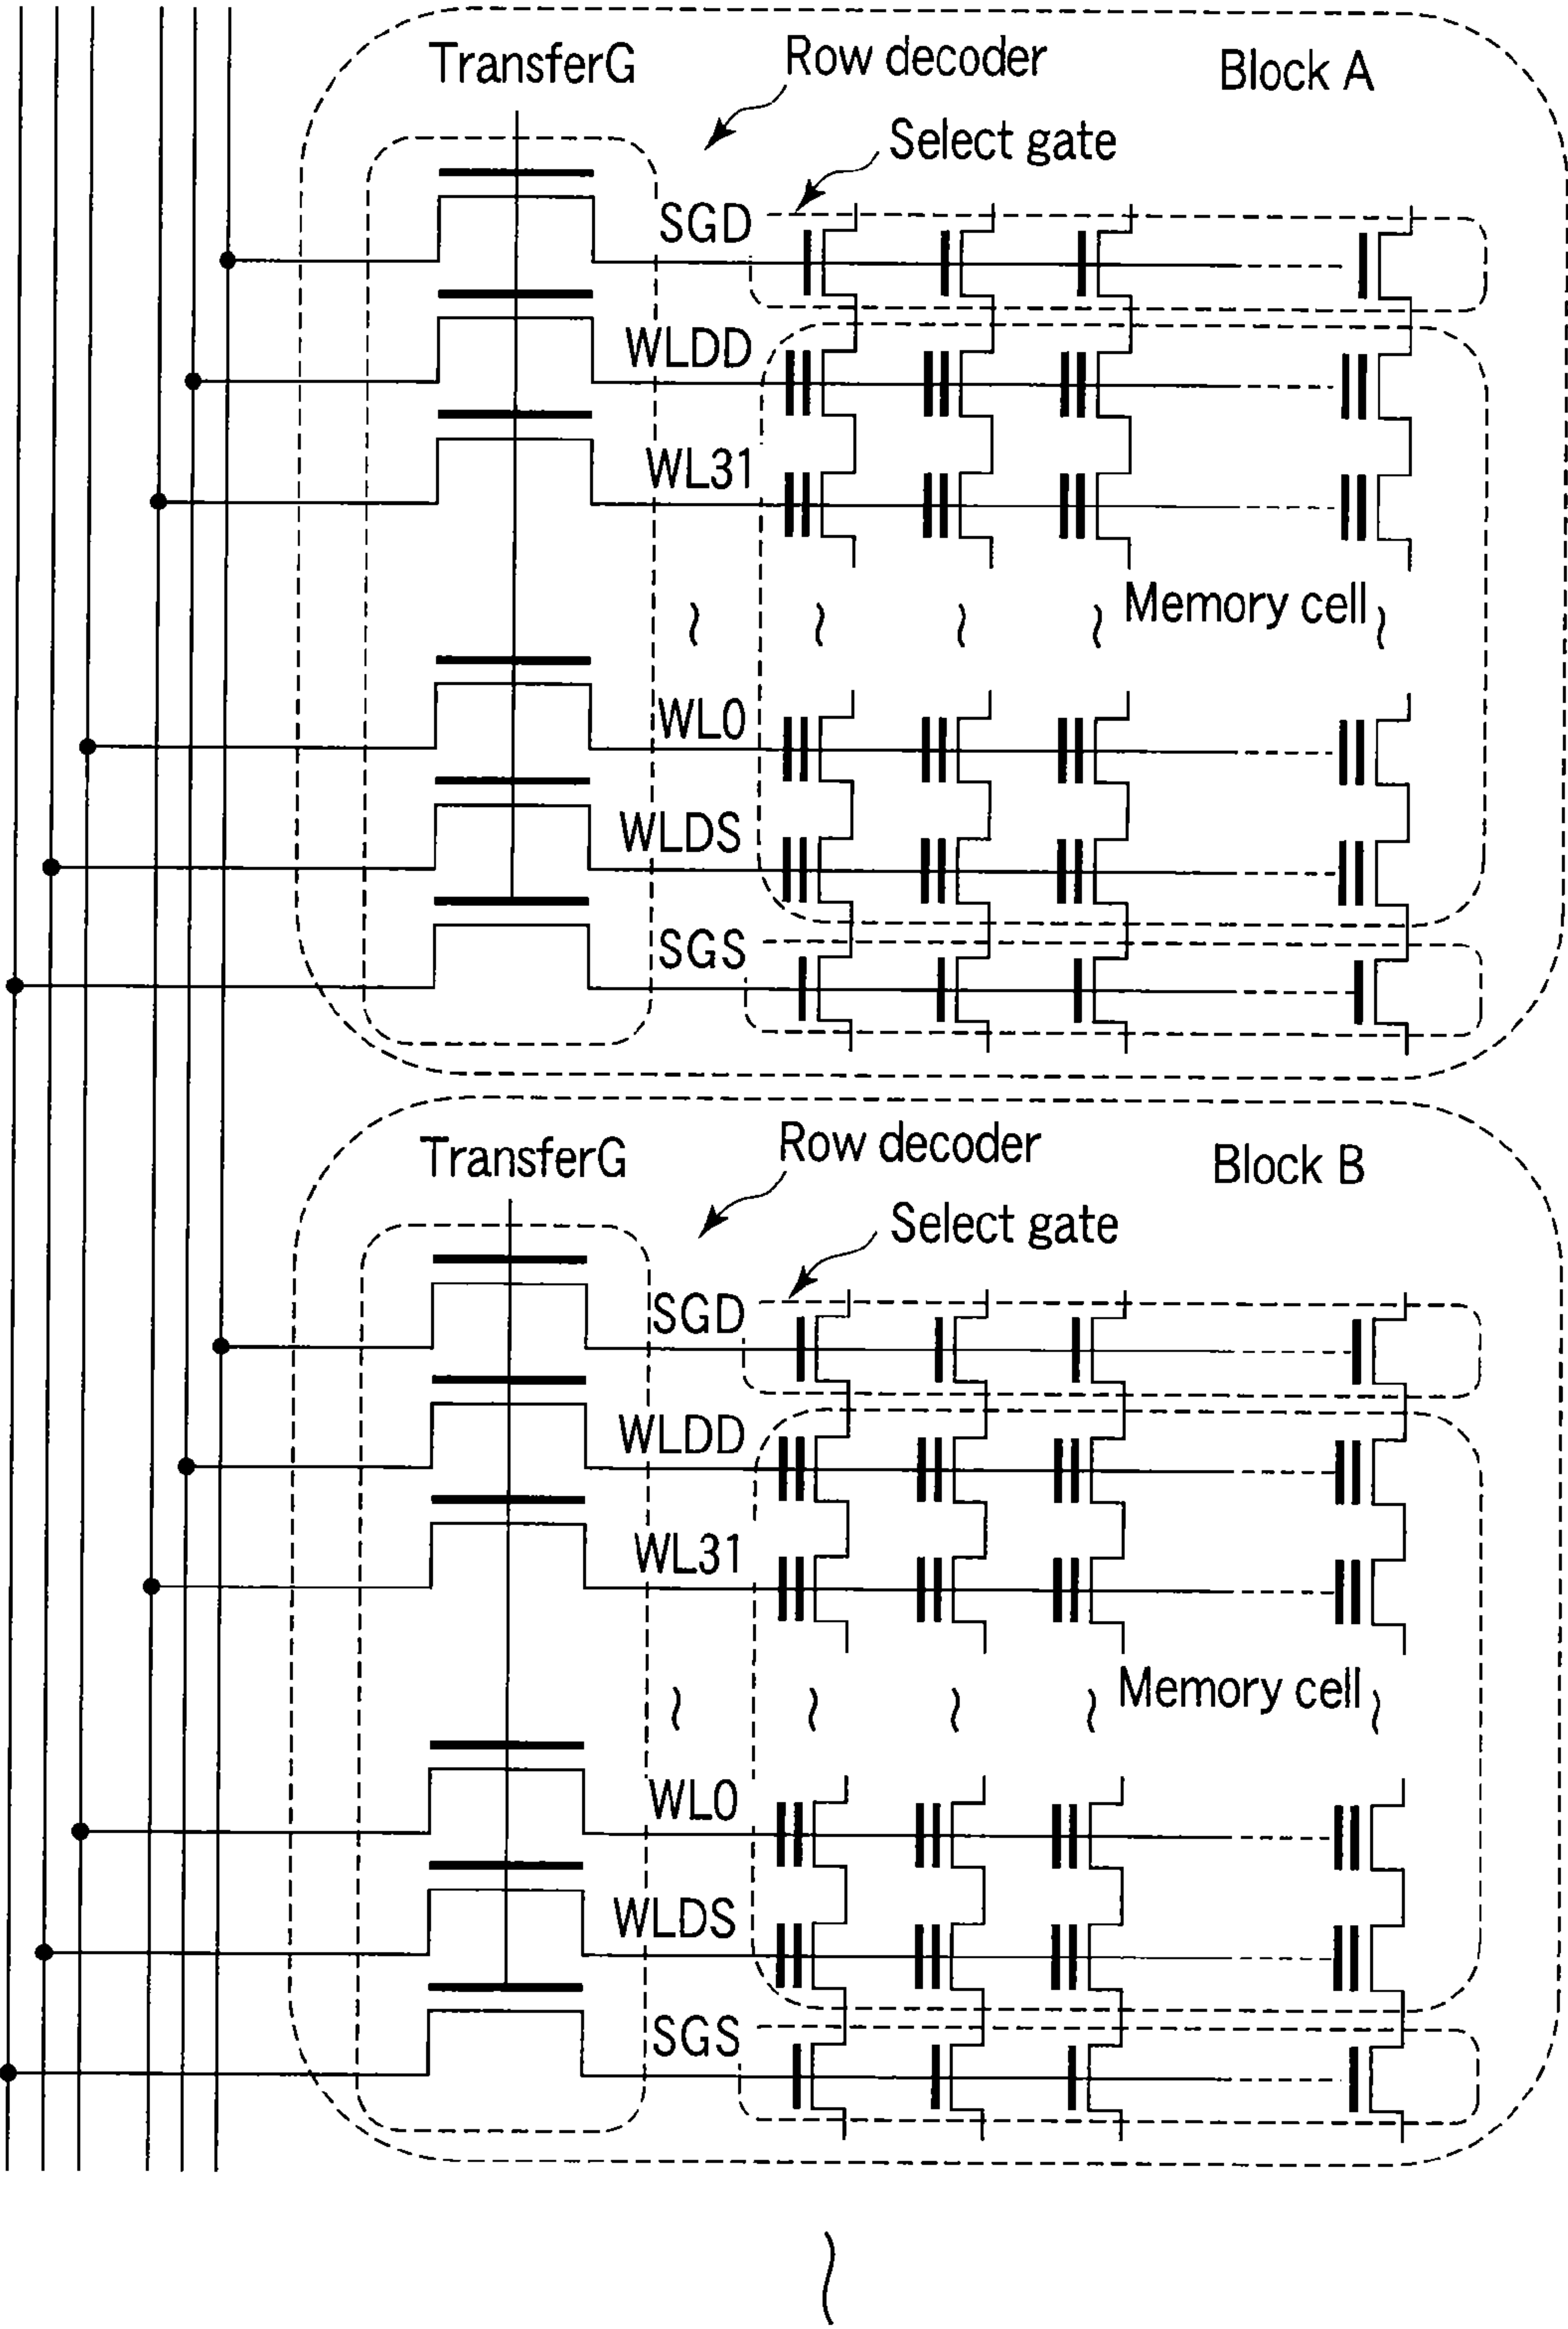 TransferG
Row decoder
Block A
Select gate
SGD
WLDD
WL31
Memory cell
WL0
WLDS
SGS
TransferG
Row decoder
Block B
Select gate
SGD
WLDD
WL31
Memory cell
WL0
WLDS
SGS